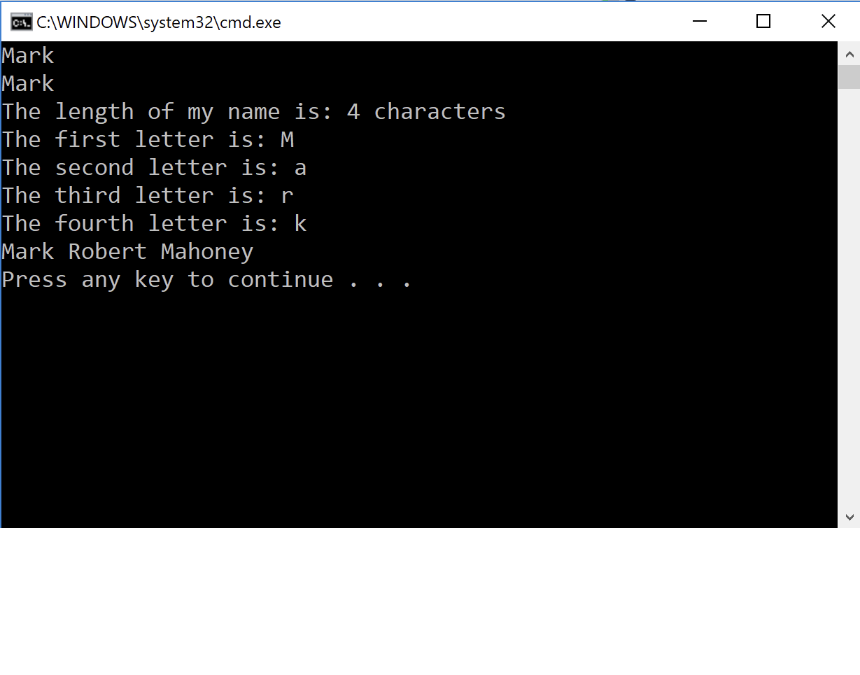 C:\WINDOWS\system32\cmd.exe
Mark
Mark
The length of my name is: 4 characters
The first letter is: M
The second letter is: a
The third letter is: r
The fourth letter is: k
Mark Robert Mahoney
Press any key to continue . . .